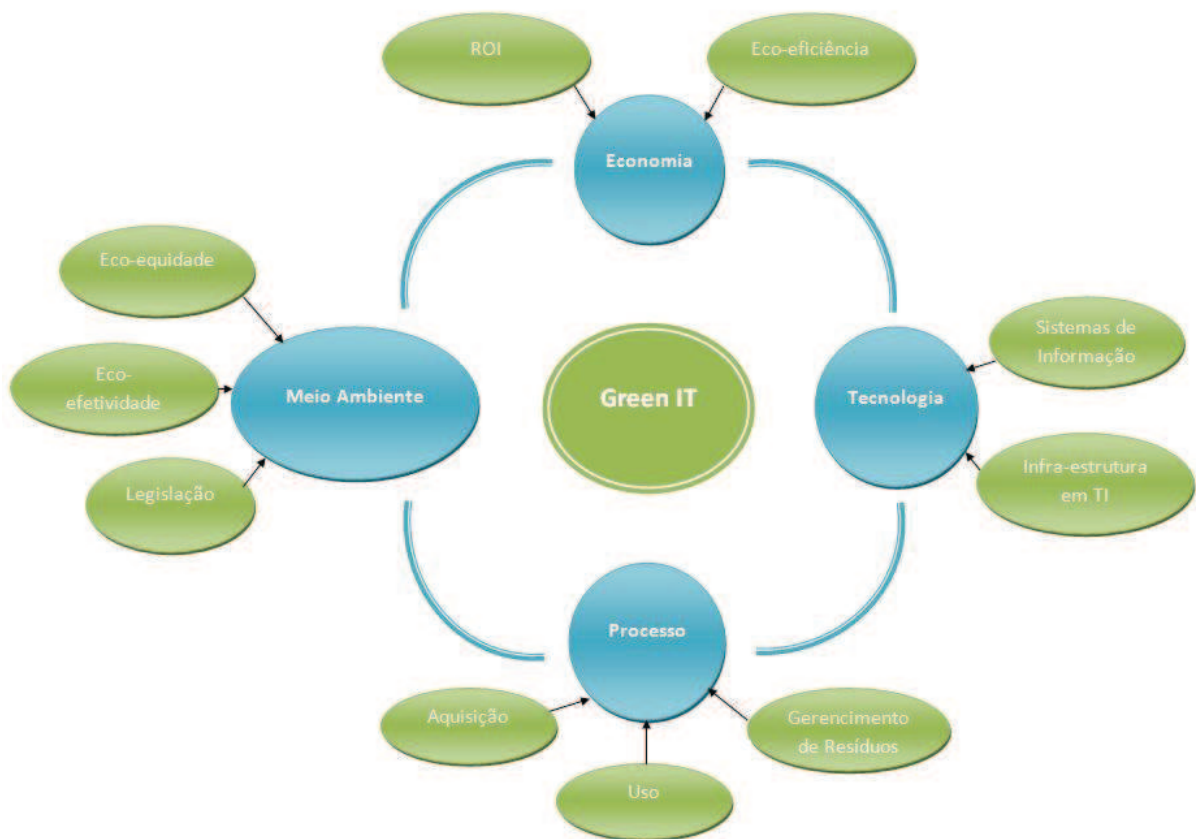 ROI
Eco-eficiência
Economia
Eco-equidade
Eco-
efetividade
Legislação
Meio Ambiente
Green IT
Tecnologia
Sistemas de
Informação
Infra-estrutura
em TI
Processo
Aquisição
Uso
Gerencimento
de Resíduos